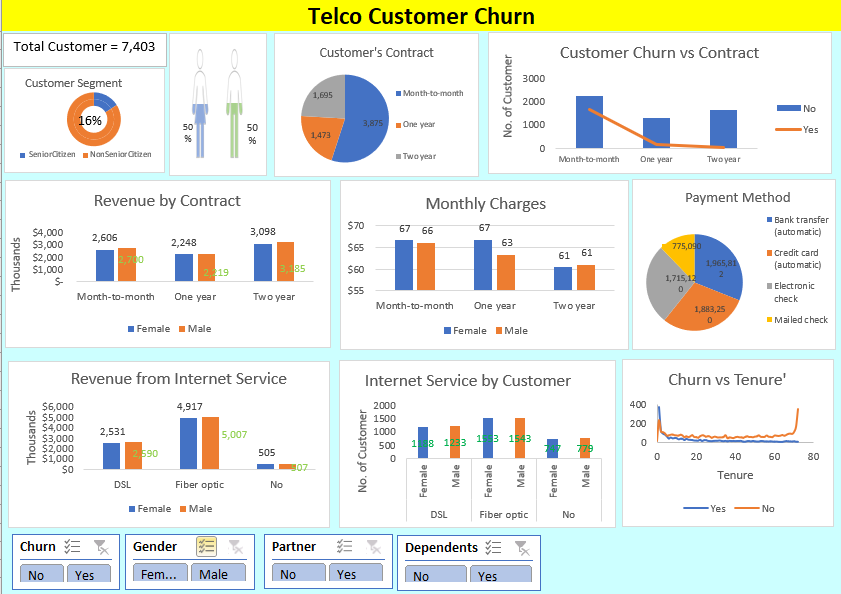 Telco Customer Churn
Total Customer = 7,403
Customer Segment
16%
SeniorCitizen NonSeniorCitizen
50
%
50
%
Customer's Contract
1,695
3,875
1,473
Month-to-month
One year
Two year
Customer Churn vs Contract
No. of Customer
3000
2000
1000
0
Month-to-month One year Two year
No
Yes
Revenue by Contract
Thousands
$4,000
$3,000
$2,000
$1,000
$-
2,606
2,248
3,098
2,219
3,185
Month-to-month One year Two year
Female Male
Monthly Charges
$70
$65
$60
$55
67 66
67 63
61 61
Month-to-month One year Two year
Female Male
Payment Method
775,090
1,965,81
2
1,715,12
0
1,883,25
0
Bank transfer
(automatic)
Credit card
(automatic)
Electronic
check
Mailed check
Revenue from Internet Service
Thousands
$6,000
$5,000
$4,000
$3,000
$2,000
$1,000
$0
2,531
2,590
4,917
5,007
505
507
DSL Fiber optic No
Female Male
Internet Service by Customer
No. of Customer
2000
1500
1000
500
0
1233
1543
779
Female Male Female Male Female Male
DSL Fiber optic No
Churn vs Tenure'
400
200
0
0 20 40 60 80
Tenure
Yes No
Churn
No Yes
Gender
Fem... Male
Partner
No Yes
Dependents
No Yes